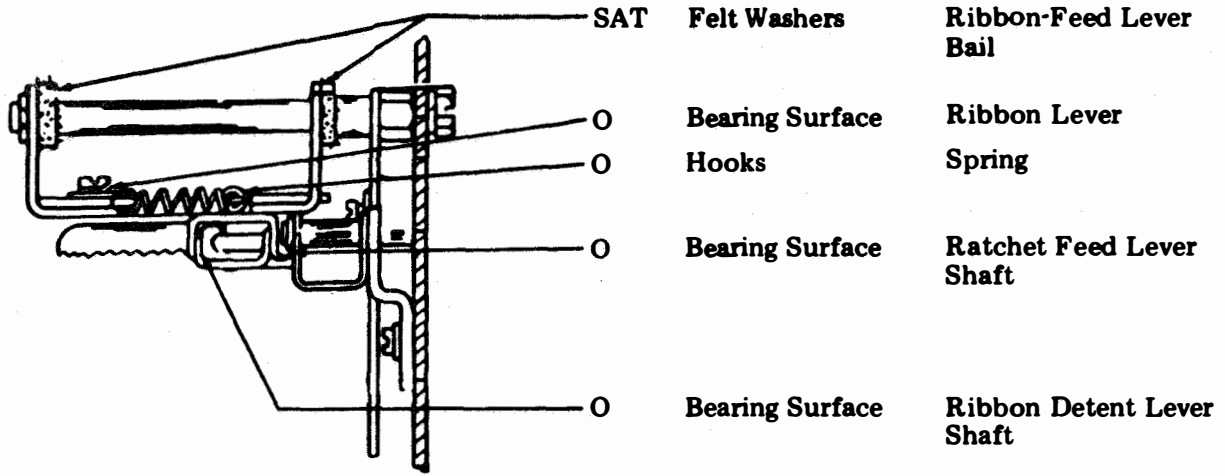 SAT Felt Washers Ribbon-Feed Lever
Bail
O Bearing Surface Ribbon Lever
O Hooks Spring
O Bearing Surface Ratchet Feed Lever
Shaft
O Bearing Surface Ribbon Detent Lever
Shaft